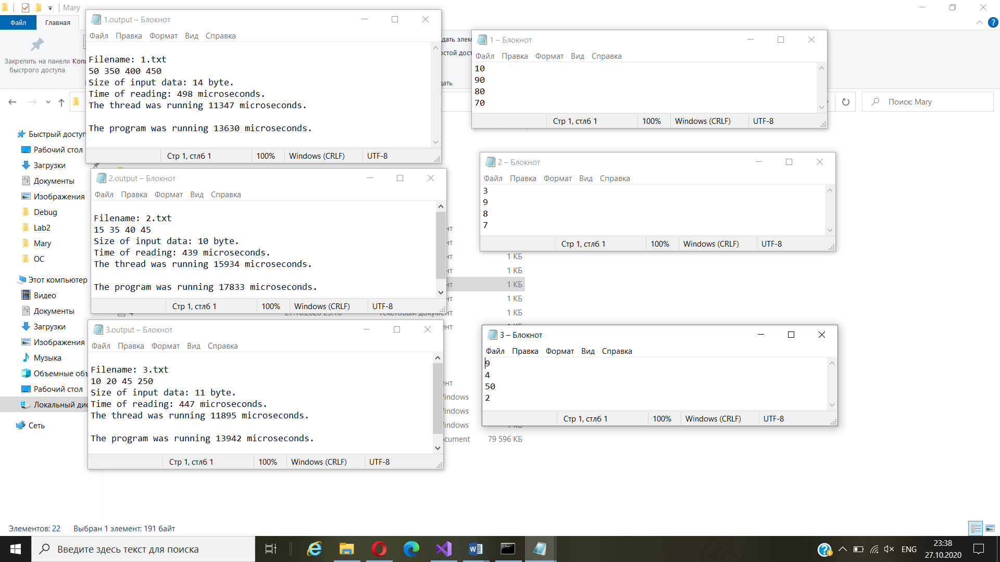 Mary
Файл
Главная
Закрепить на панели
быстрого доступа
Поиск: Mary
1.output – Блокнот
Файл Правка Формат Вид Справка
Filename: 1.txt
50 350 400 450
Size of input data: 14 byte.
Time of reading: 498 microseconds.
The thread was running 11347 microseconds.
The program was running 13630 microseconds.
Стр 1, стлб 1 100% Windows (CRLF) UTF-8
1 – Блокнот
Файл Правка Формат Вид Справка
10
90
80
70
Стр 1, стлб 1 100% Windows (CRLF) UTF-8
2.output – Блокнот
Файл Правка Формат Вид Справка
Filename: 2.txt
15 35 40 45
Size of input data: 10 byte.
Time of reading: 439 microseconds.
The thread was running 15934 microseconds.
The program was running 17833 microseconds.
Стр 1, стлб 1 100% Windows (CRLF) UTF-8
2 – Блокнот
Файл Правка Формат Вид Справка
3
9
8
7
Стр 1, стлб 1 100% Windows (CRLF) UTF-8
3.output – Блокнот
Файл Правка Формат Вид Справка
Filename: 3.txt
10 20 45 250
Size of input data: 11 byte.
Time of reading: 447 microseconds.
The thread was running 11895 microseconds.
The program was running 13942 microseconds.
Стр 1, стлб 1 100% Windows (CRLF) UTF-8
3 – Блокнот
Файл Правка Формат Вид Справка
9
4
50
2
Стр 1, стлб 1 100% Windows (CRLF) UTF-8
Быстрый доступ
Рабочий стол
Загрузки
Документы
Изображения
Debug
Lab2
Mary
ОС
Этот компьютер
Видео
Документы
Загрузки
Изображения
Музыка
Объемные объ
Рабочий стол
Локальный дис
Сеть
1 КБ
1 КБ
1 КБ
1 КБ
1 КБ
79 596 КБ
Элементов: 22 Выбран 1 элемент: 191 байт
Введите здесь текст для поиска
ENG
23:38
27.10.2020